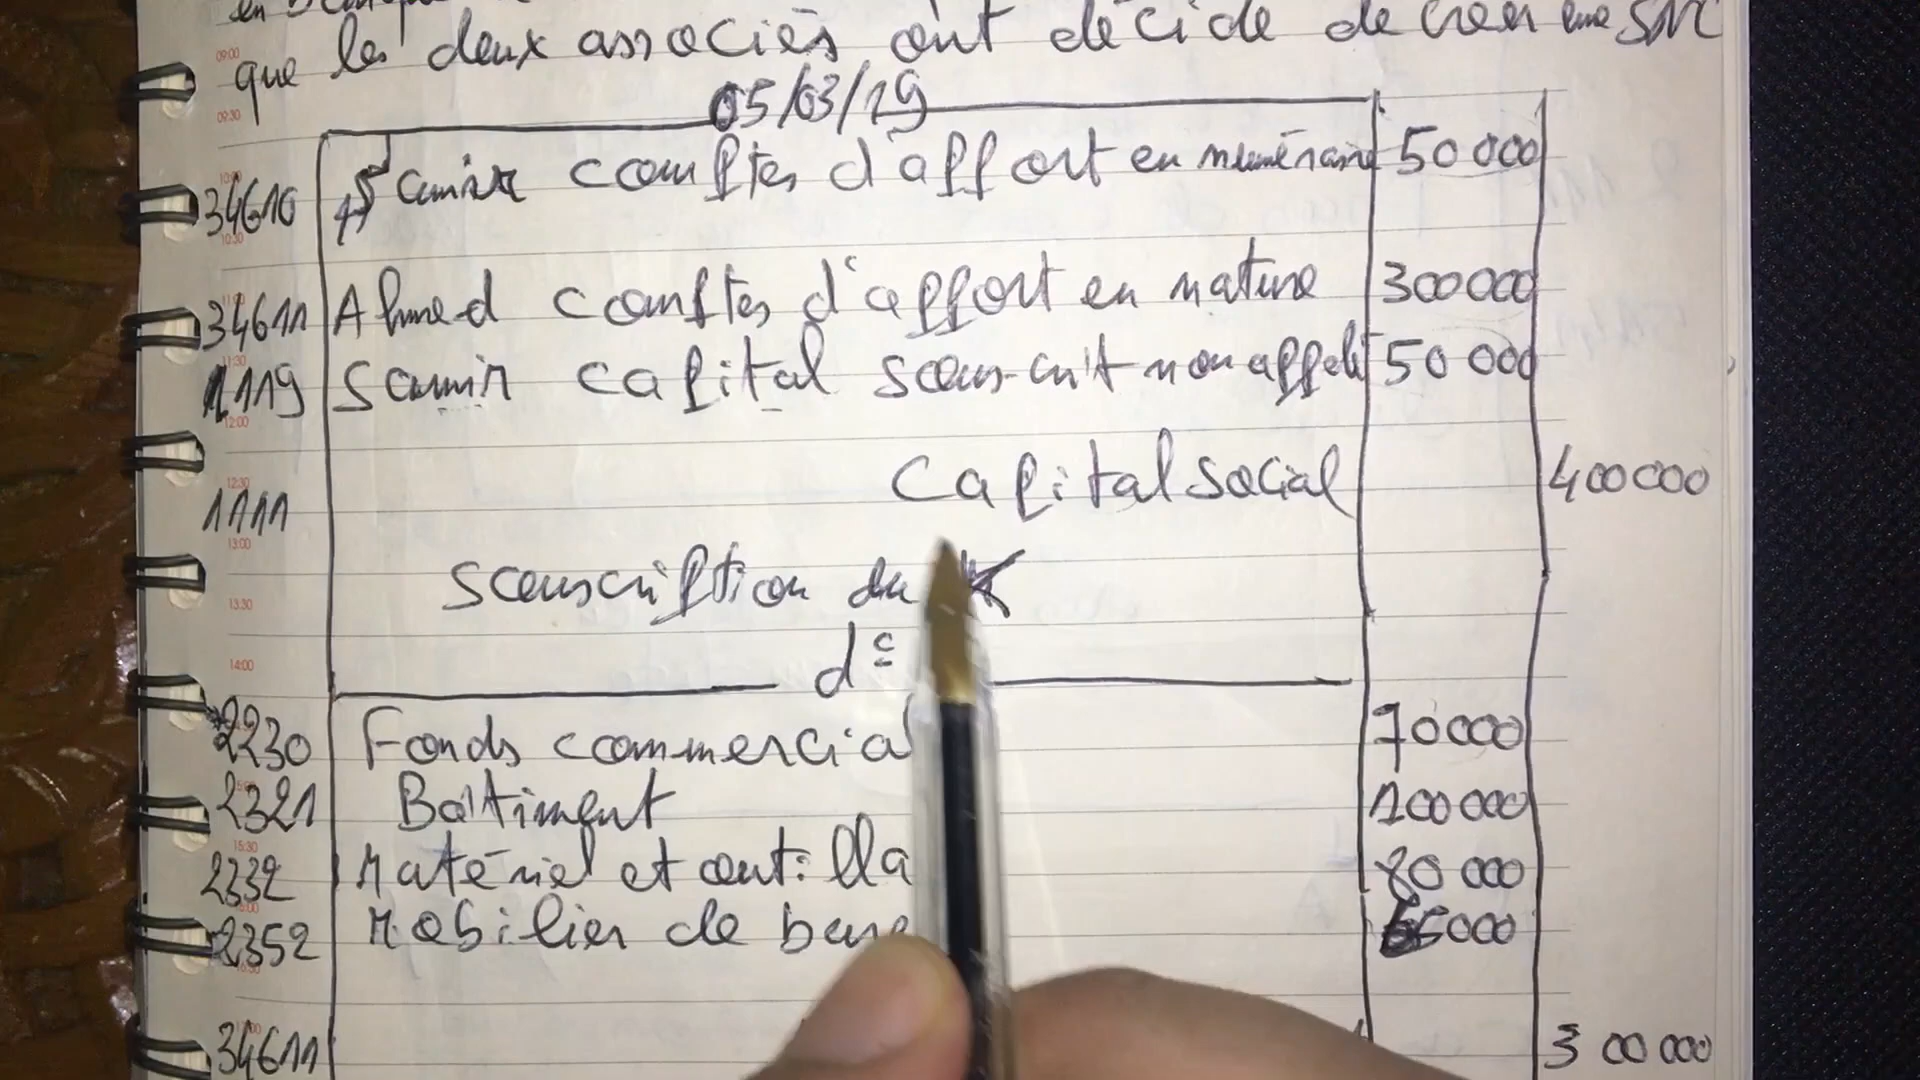 que les deux associés ont décidé de créer une SNC
05/03/19
34610 Samir comptes d'apport en numéraire 50 000
34611 Ahmed comptes d'apport en nature 300 000
1119 Samir capital souscrit non appelé 50 000
Capital social 400 000
1111
Souscription du K
d°
2230 Fonds commercial 70 000
2321 Batiment 100 000
2332 Matériel et outilla 80 000
2352 Mobilier de bure 000
34611 300 000